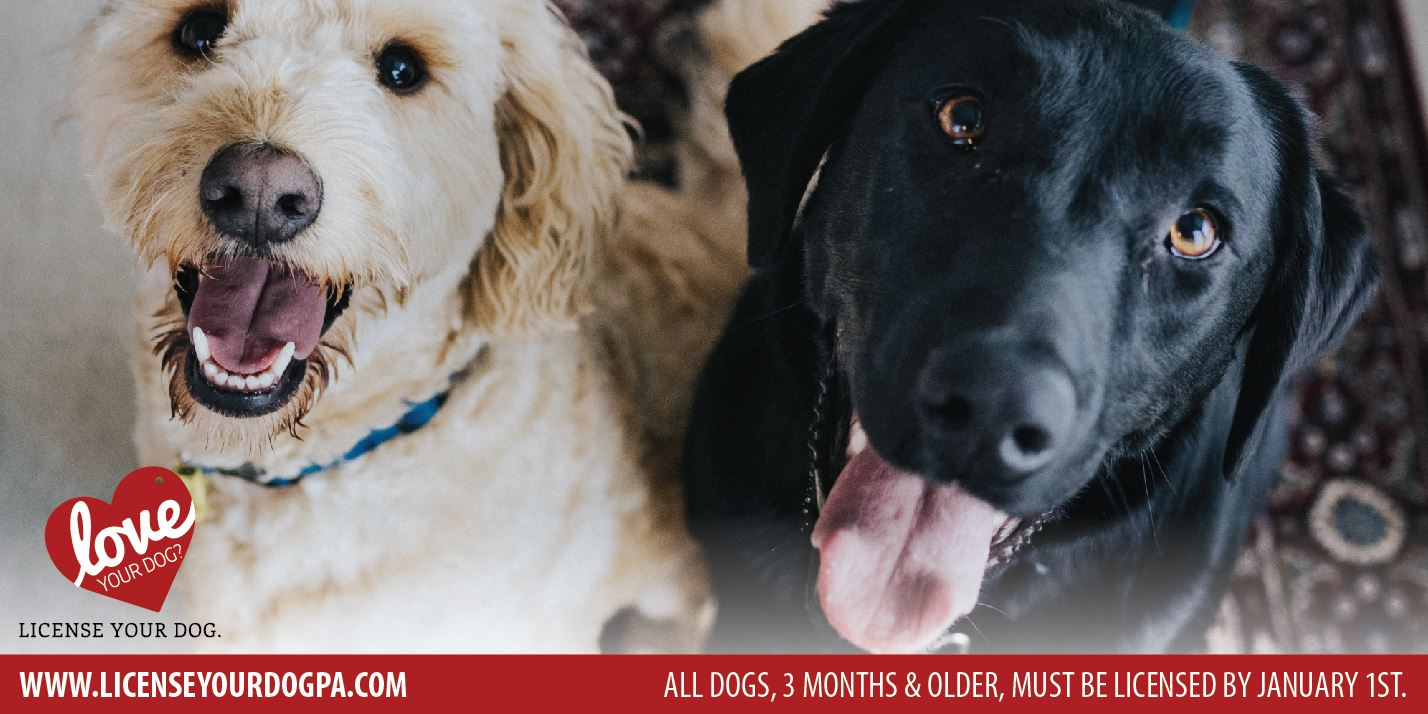 love
YOUR DOG?
LICENSE YOUR DOG.
WWW.LICENSEYOURDOGPA.COM
ALL DOGS, 3 MONTHS & OLDER, MUST BE LICENSED BY JANUARY 1ST.